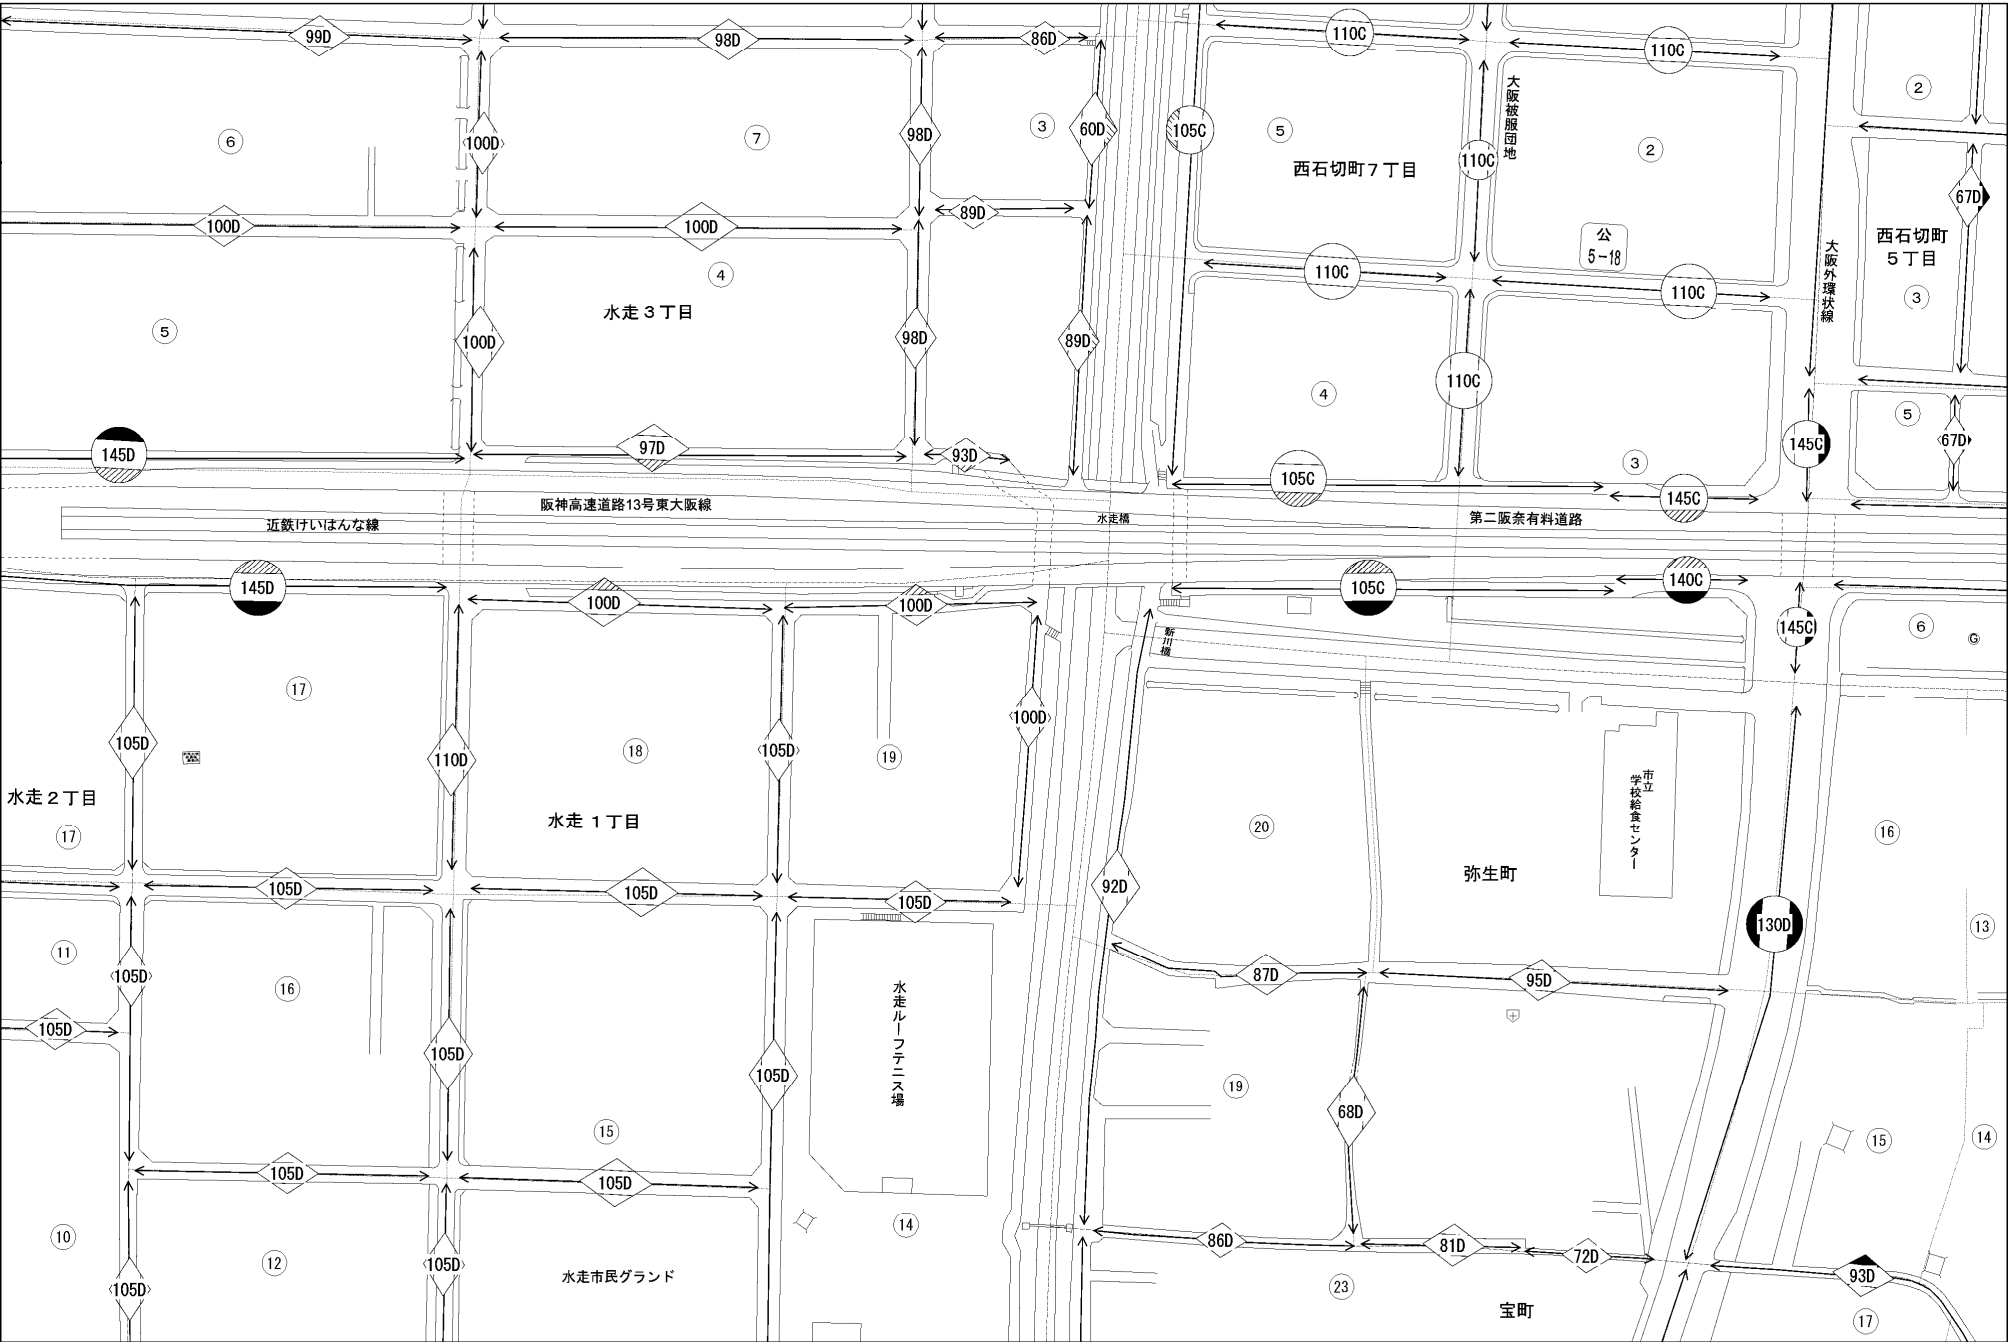 99D
98D
86D
110C
110C
6
100D
7
98D
3
60D
105C
5
大阪被服団地
110C
2
2
西石切町7丁目
67D
100D
100D
89D
公
5-18
西石切町
5丁目
大阪外環状線
3
4
110C
110C
水走3丁目
5
100D
98D
89D
110C
4
5
145D
97D
93D
105C
3
145C
145C
67D
阪神高速道路13号東大阪線
近鉄けいはんな線
水走橋
第二阪奈有料道路
145D
100D
100D
105C
140C
145C
6
G
新川橋
17
100D
105D
110D
18
105D
19
市立
学校給食センター
水走2丁目
17
水走1丁目
20
16
弥生町
105D
105D
105D
92D
130D
13
11
105D
16
87D
95D
水走ルーフテニス場
105D
105D
105D
19
68D
15
15
14
105D
105D
10
12
14
86D
81D
72D
105D
105D
水走市民グランド
23
93D
宝町
17